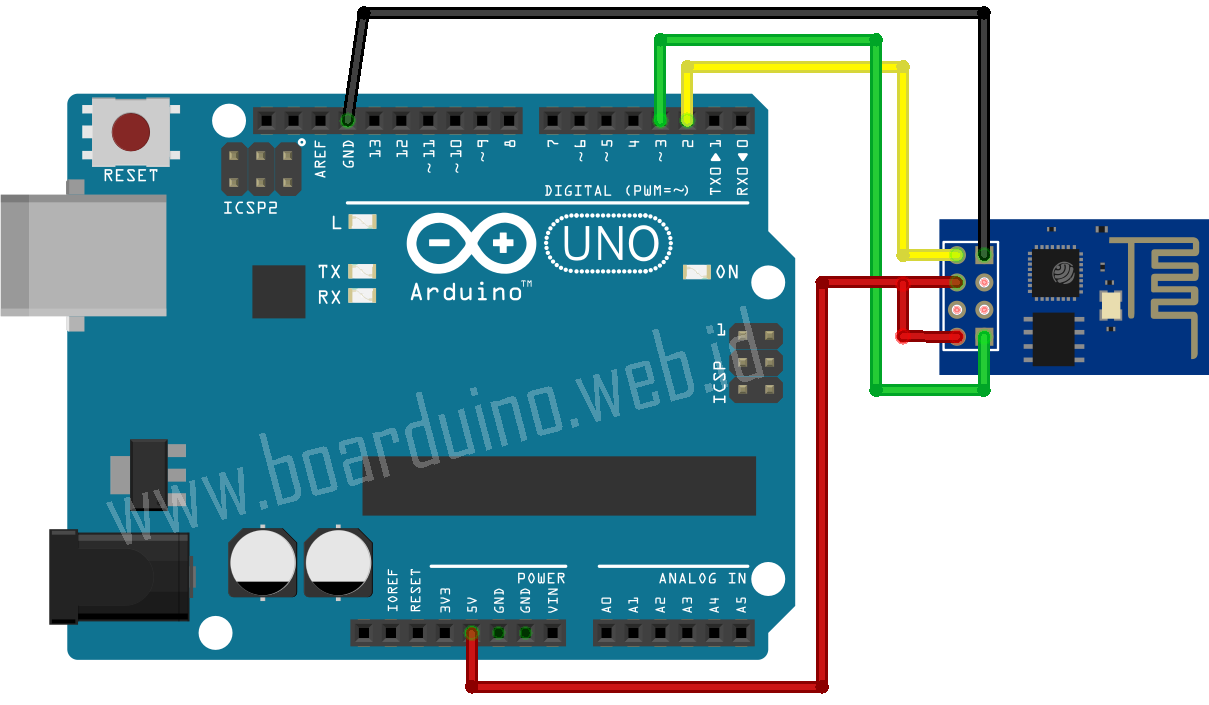 RESET
ICSP2
AREF
GND
13
12
~11
~10
~9
8
7
~6
~5
4
~3
2
TX0▶1
RX0◀0
DIGITAL (PWM=~)
L
TX
RX
UNO
Arduino™
ON
1
ICSP
www.boarduino.web.id
POWER
ANALOG IN
IOREF
RESET
3V3
5V
GND
GND
VIN
A0
A1
A2
A3
A4
A5